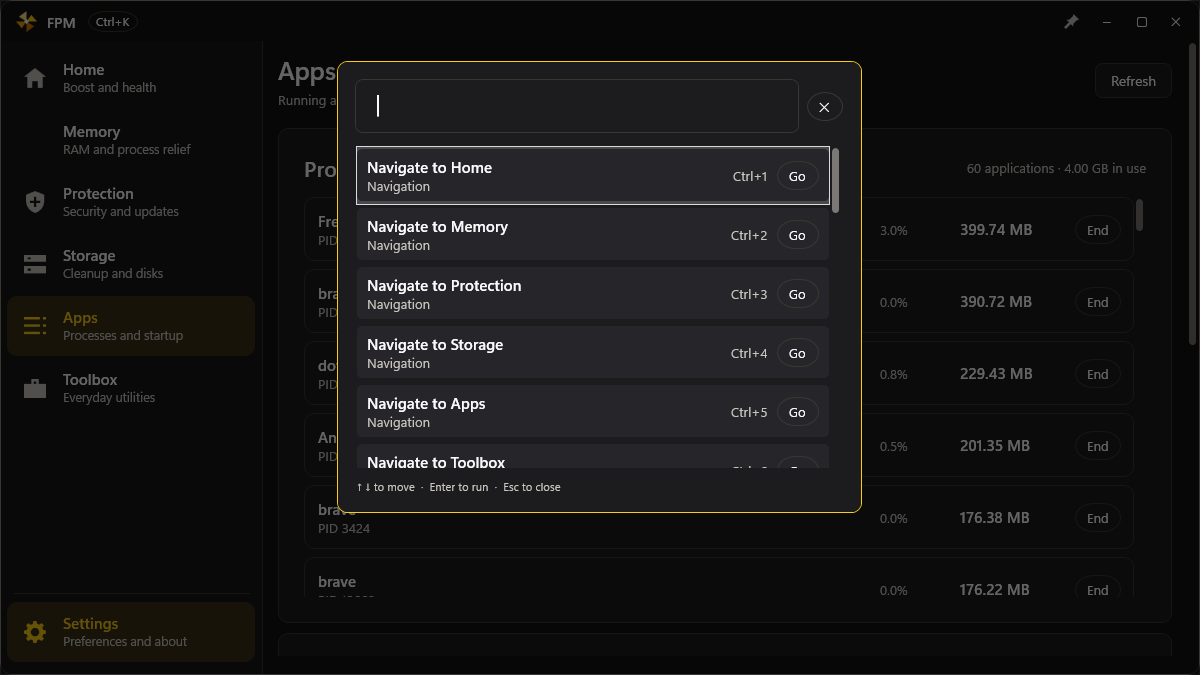 FPM
Ctrl+K
Home
Boost and health
Memory
RAM and process relief
Protection
Security and updates
Storage
Cleanup and disks
Apps
Processes and startup
Toolbox
Everyday utilities
Settings
Preferences and about
Apps
Refresh
60 applications · 4.00 GB in use
Navigate to Home
Navigation
Ctrl+1
Go
Navigate to Memory
Navigation
Ctrl+2
Go
Navigate to Protection
Navigation
Ctrl+3
Go
Navigate to Storage
Navigation
Ctrl+4
Go
Navigate to Apps
Navigation
Ctrl+5
Go
Navigate to Toolbox
↑↓ to move · Enter to run · Esc to close
3.0%
399.74 MB
End
0.0%
390.72 MB
End
0.8%
229.43 MB
End
0.5%
201.35 MB
End
brave
PID 3424
0.0%
176.38 MB
End
brave
0.0%
176.22 MB
End